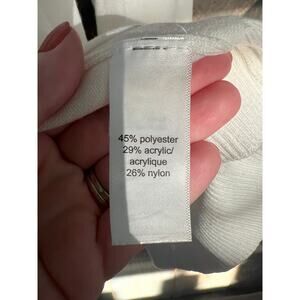 45% polyester
29% acrylic/
acrylique
26% nylon